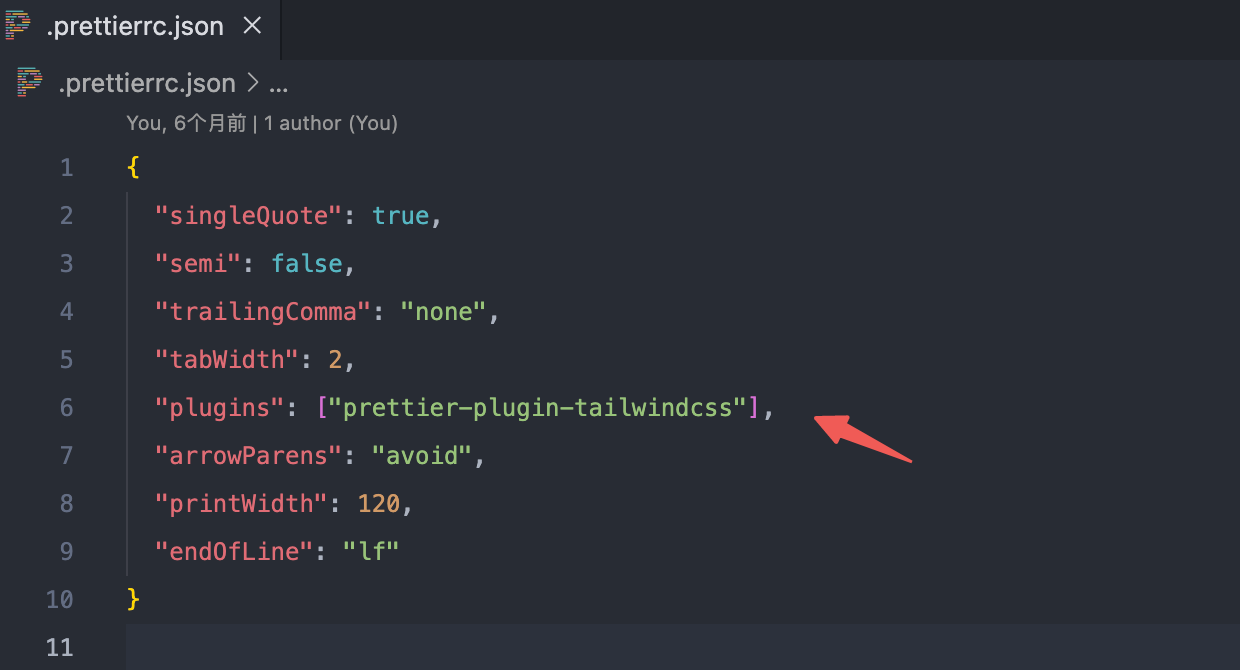 .prettierrc.json ×
.prettierrc.json > ...
You, 6个月前 | 1 author (You)
1 {
2 "singleQuote": true,
3 "semi": false,
4 "trailingComma": "none",
5 "tabWidth": 2,
6 "plugins": ["prettier-plugin-tailwindcss"],
7 "arrowParens": "avoid",
8 "printWidth": 120,
9 "endOfLine": "lf"
10 }
11